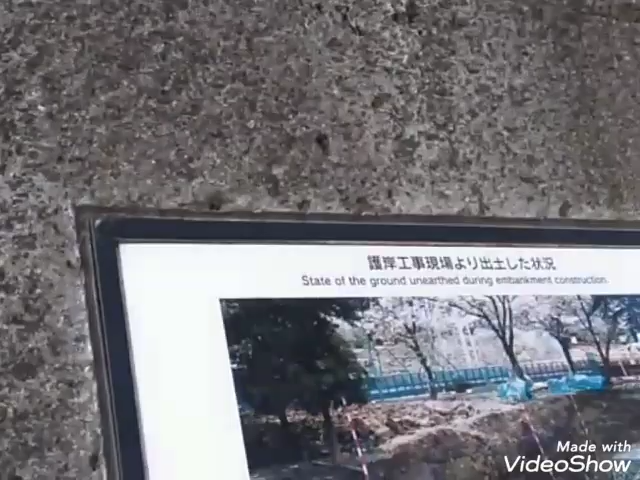 護岸工事現場より出土した状況
State of the ground unearthed during embankment construction.
Made with
VideoShow